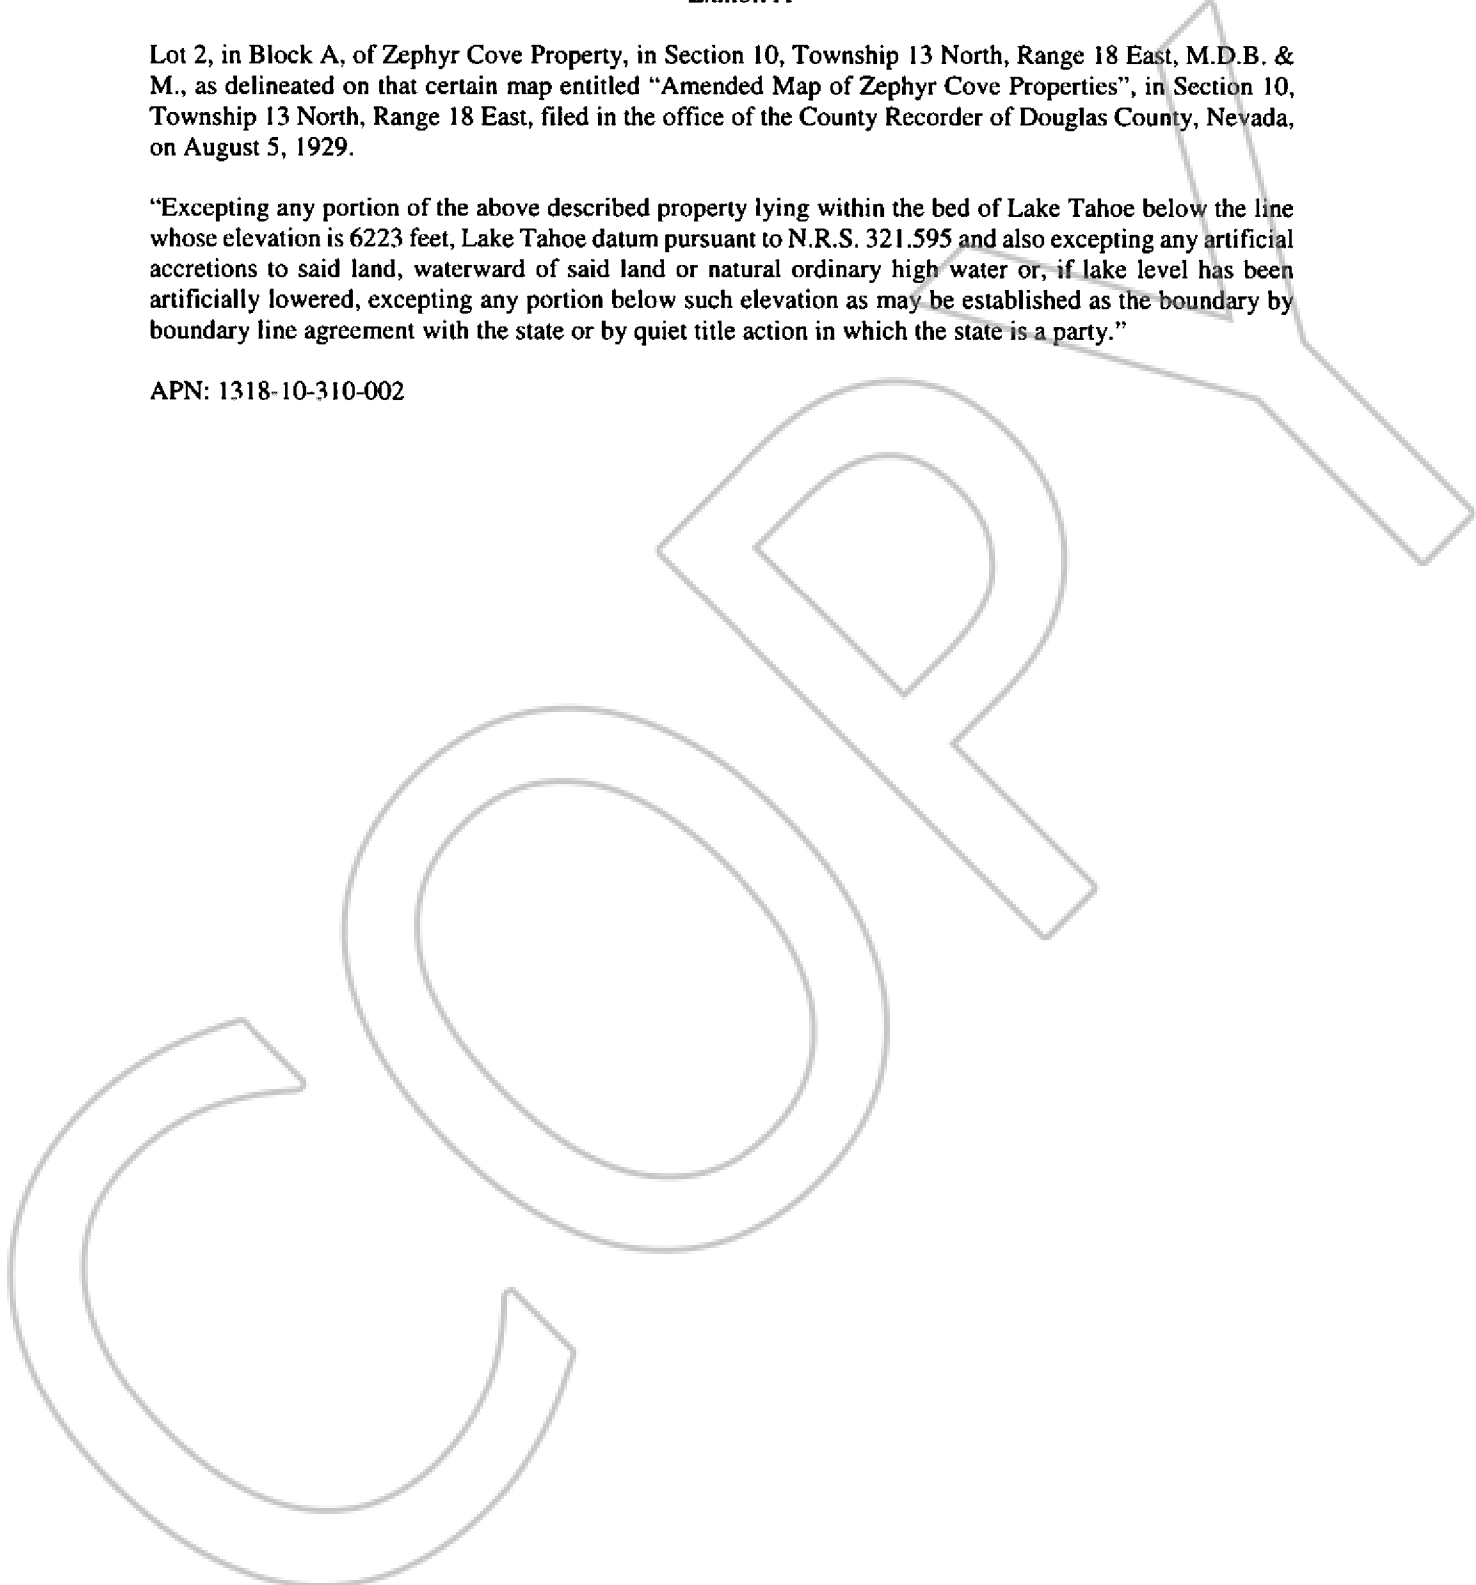 Lot 2, in Block A, of Zephyr Cove Property, in Section 10, Township 13 North, Range 18 East, M.D.B. &
M., as delineated on that certain map entitled “Amended Map of Zephyr Cove Properties”, in Section 10,
Township 13 North, Range 18 East, filed in the office of the County Recorder of Douglas County, Nevada,
on August 5, 1929.
“Excepting any portion of the above described property lying within the bed of Lake Tahoe below the line
whose elevation is 6223 feet, Lake Tahoe datum pursuant to N.R.S. 321.595 and also excepting any artificial
accretions to said land, waterward of said land or natural ordinary high water or, if lake level has been
artificially lowered, excepting any portion below such elevation as may be established as the boundary by
boundary line agreement with the state or by quiet title action in which the state is a party.”
APN: 1318-10-310-002
COPY